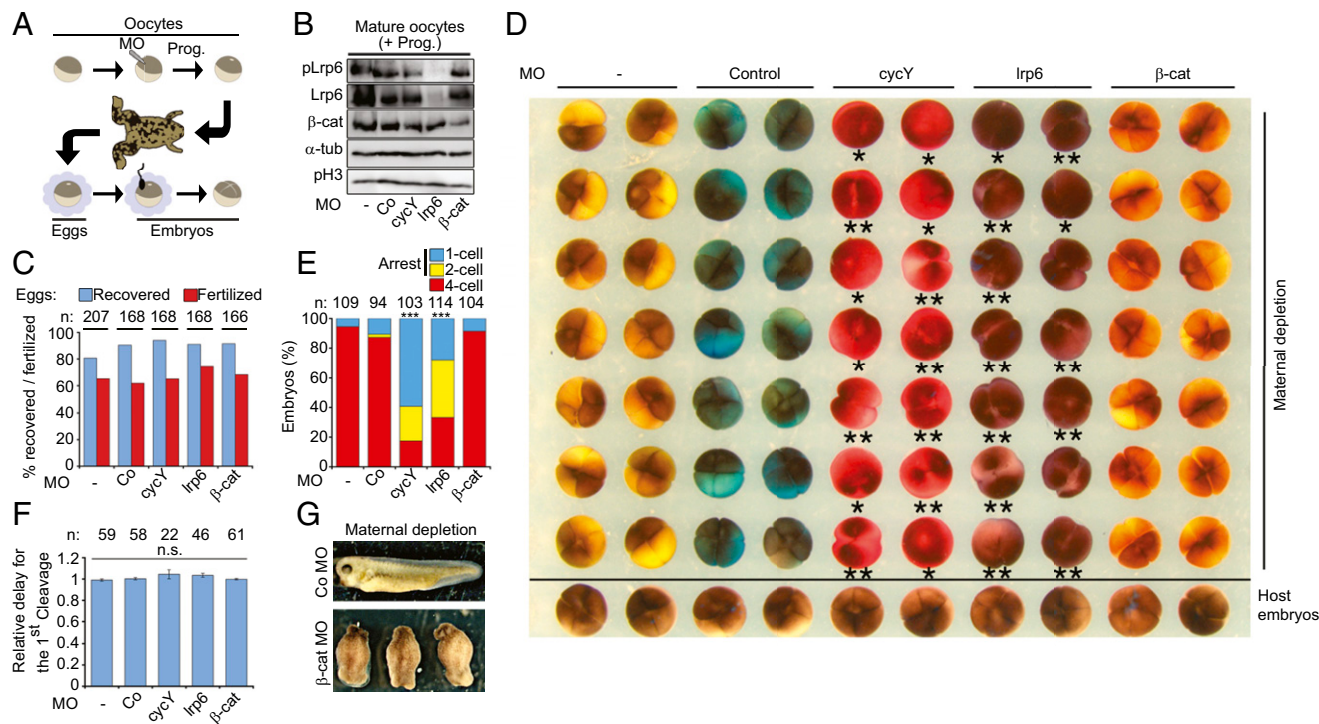 A
Oocytes
MO
Prog.
Eggs
Embryos
B
Mature oocytes
(+ Prog.)
pLrp6
Lrp6
β-cat
α-tub
pH3
MO - Co cycY lrp6 β-cat
C
Eggs: Recovered Fertilized
n: 207 168 168 168 166
% recovered / fertilized
100
80
60
40
20
0
MO - Co cycY lrp6 β-cat
D
MO - Control cycY lrp6 β-cat
* * * **
** * ** *
* ** **
* ** ** **
** ** ** **
* ** **
** * ** **
Maternal depletion
Host
embryos
E
Arrest 1-cell
2-cell
4-cell
n: 109 94 103 114 104
*** ***
Embryos (%)
100
80
60
40
20
0
MO - Co cycY lrp6 β-cat
F
n: 59 58 22 46 61
n.s.
Relative delay for
the 1st Cleavage
1.2
1
0.8
0.6
0.4
0.2
0
MO - Co cycY lrp6 β-cat
G
Maternal depletion
Co MO
β-cat MO